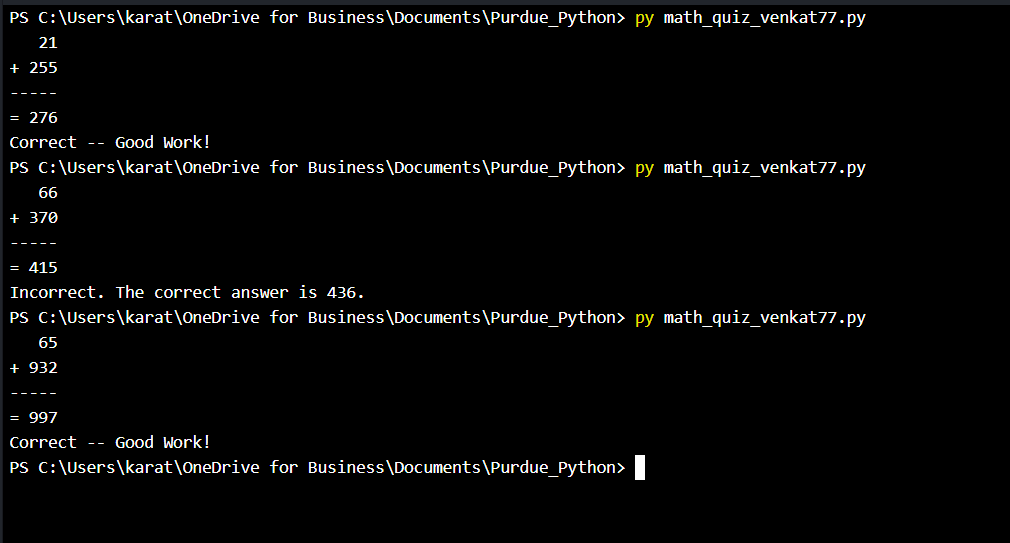 PS C:\Users\karat\OneDrive for Business\Documents\Purdue_Python> py math_quiz_venkat77.py
   21
+ 255
-----
= 276
Correct -- Good Work!
PS C:\Users\karat\OneDrive for Business\Documents\Purdue_Python> py math_quiz_venkat77.py
   66
+ 370
-----
= 415
Incorrect. The correct answer is 436.
PS C:\Users\karat\OneDrive for Business\Documents\Purdue_Python> py math_quiz_venkat77.py
   65
+ 932
-----
= 997
Correct -- Good Work!
PS C:\Users\karat\OneDrive for Business\Documents\Purdue_Python>